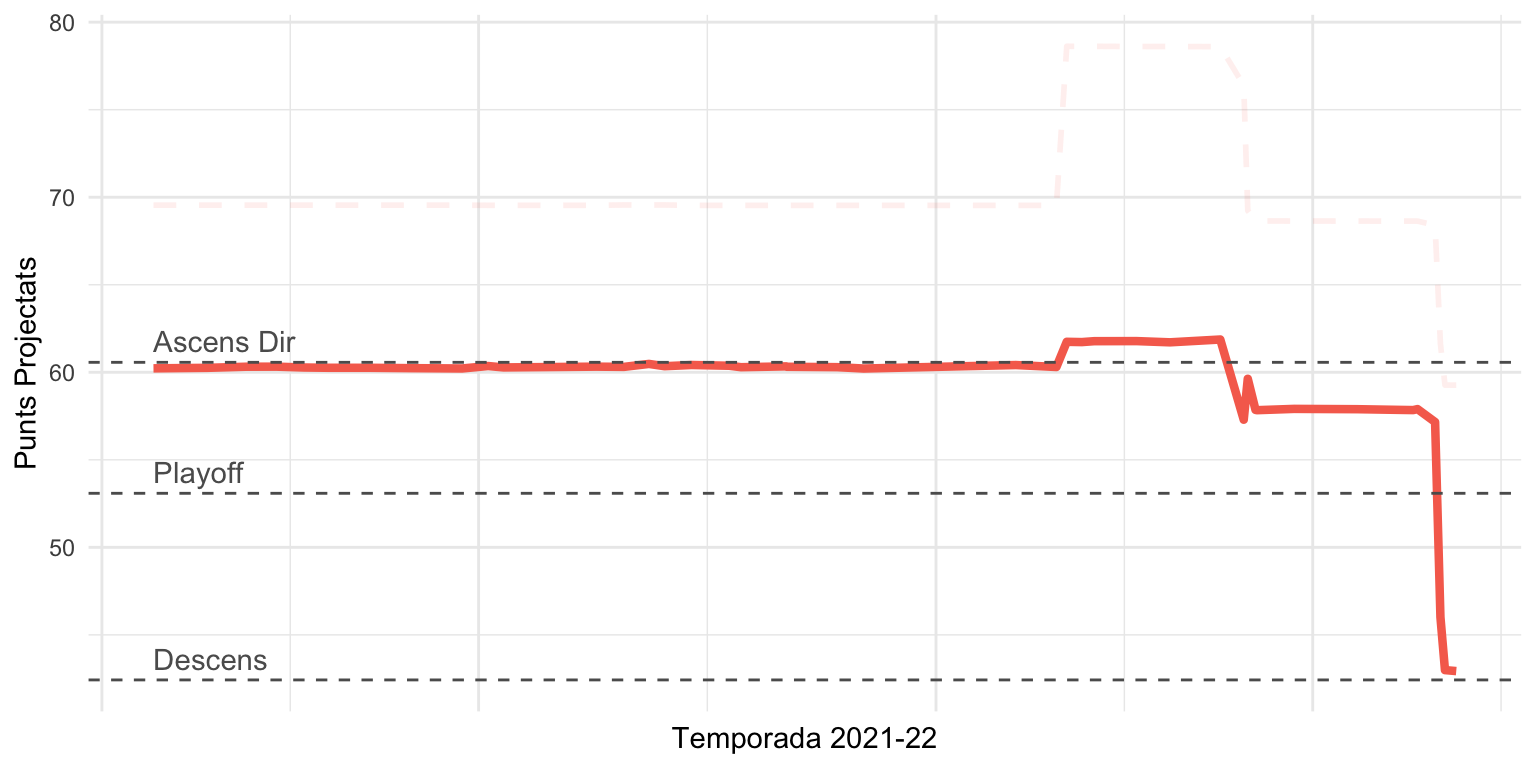 80
70
60
50
Punts Projectats
Ascens Dir
Playoff
Descens
Temporada 2021-22